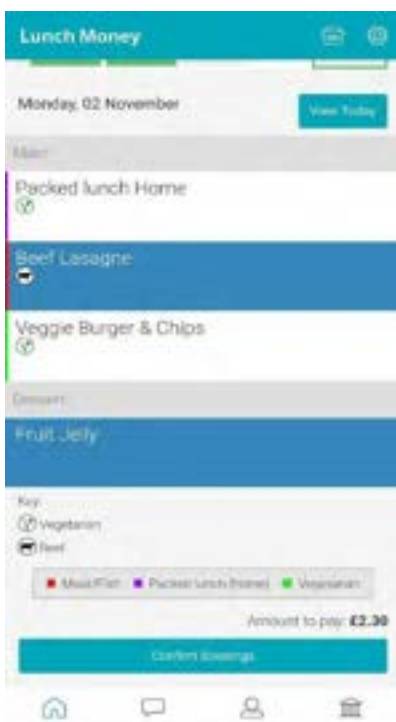 Lunch Money
Monday, 02 November
View Today
Main
Packed lunch Home
Beef Lasagne
Veggie Burger & Chips
Dessert
Fruit Jelly
Key
Vegetarian
Beef
Meat/Fish Packed lunch (home) Vegetarian
Amount to pay: £2.30
Confirm Bookings